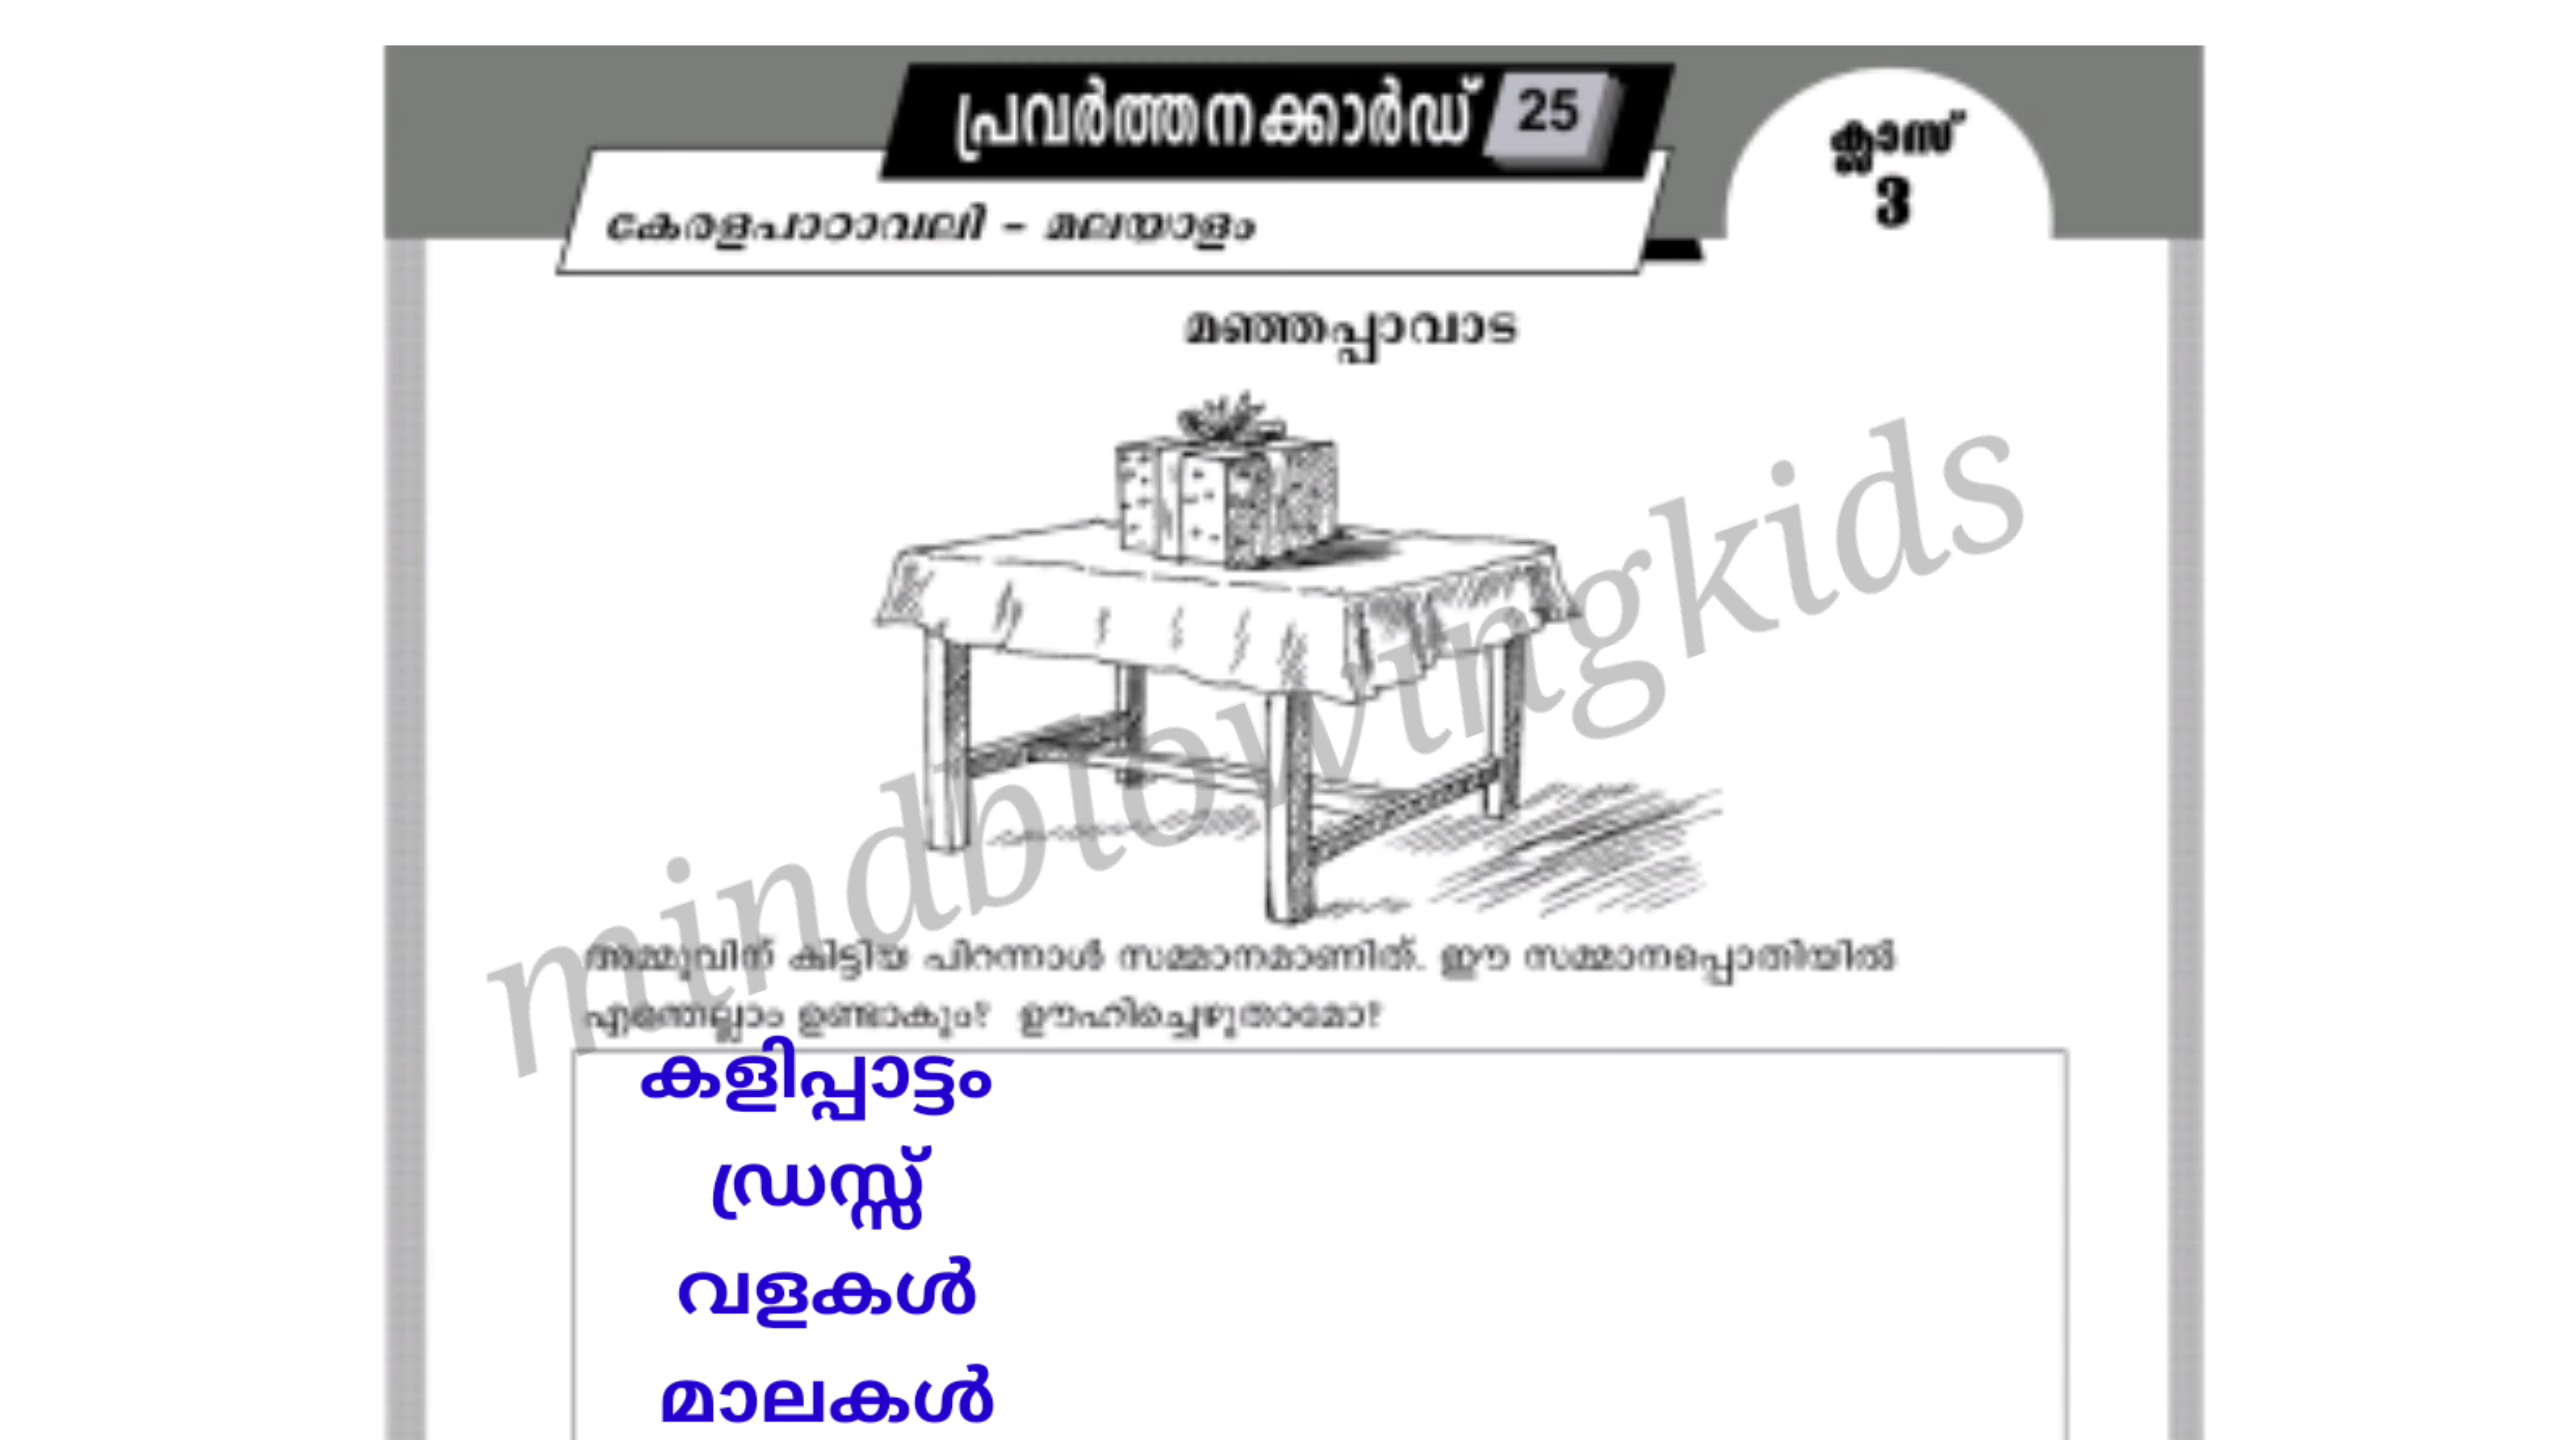 പ്രവർത്തനക്കാർഡ് 25
ക്ലാസ്
3
കേരളപാഠാവലി - മലയാളം
മഞ്ഞപ്പാവാട
mindblowingkids
അമ്മുവിന് കിട്ടിയ പിറന്നാൾ സമ്മാനമാണിത്. ഈ സമ്മാനപ്പൊതിയിൽ
എന്തെല്ലാം ഉണ്ടാകും? ഊഹിച്ചെഴുതാമോ?
കളിപ്പാട്ടം
ഡ്രസ്സ്
വളകൾ
മാലകൾ